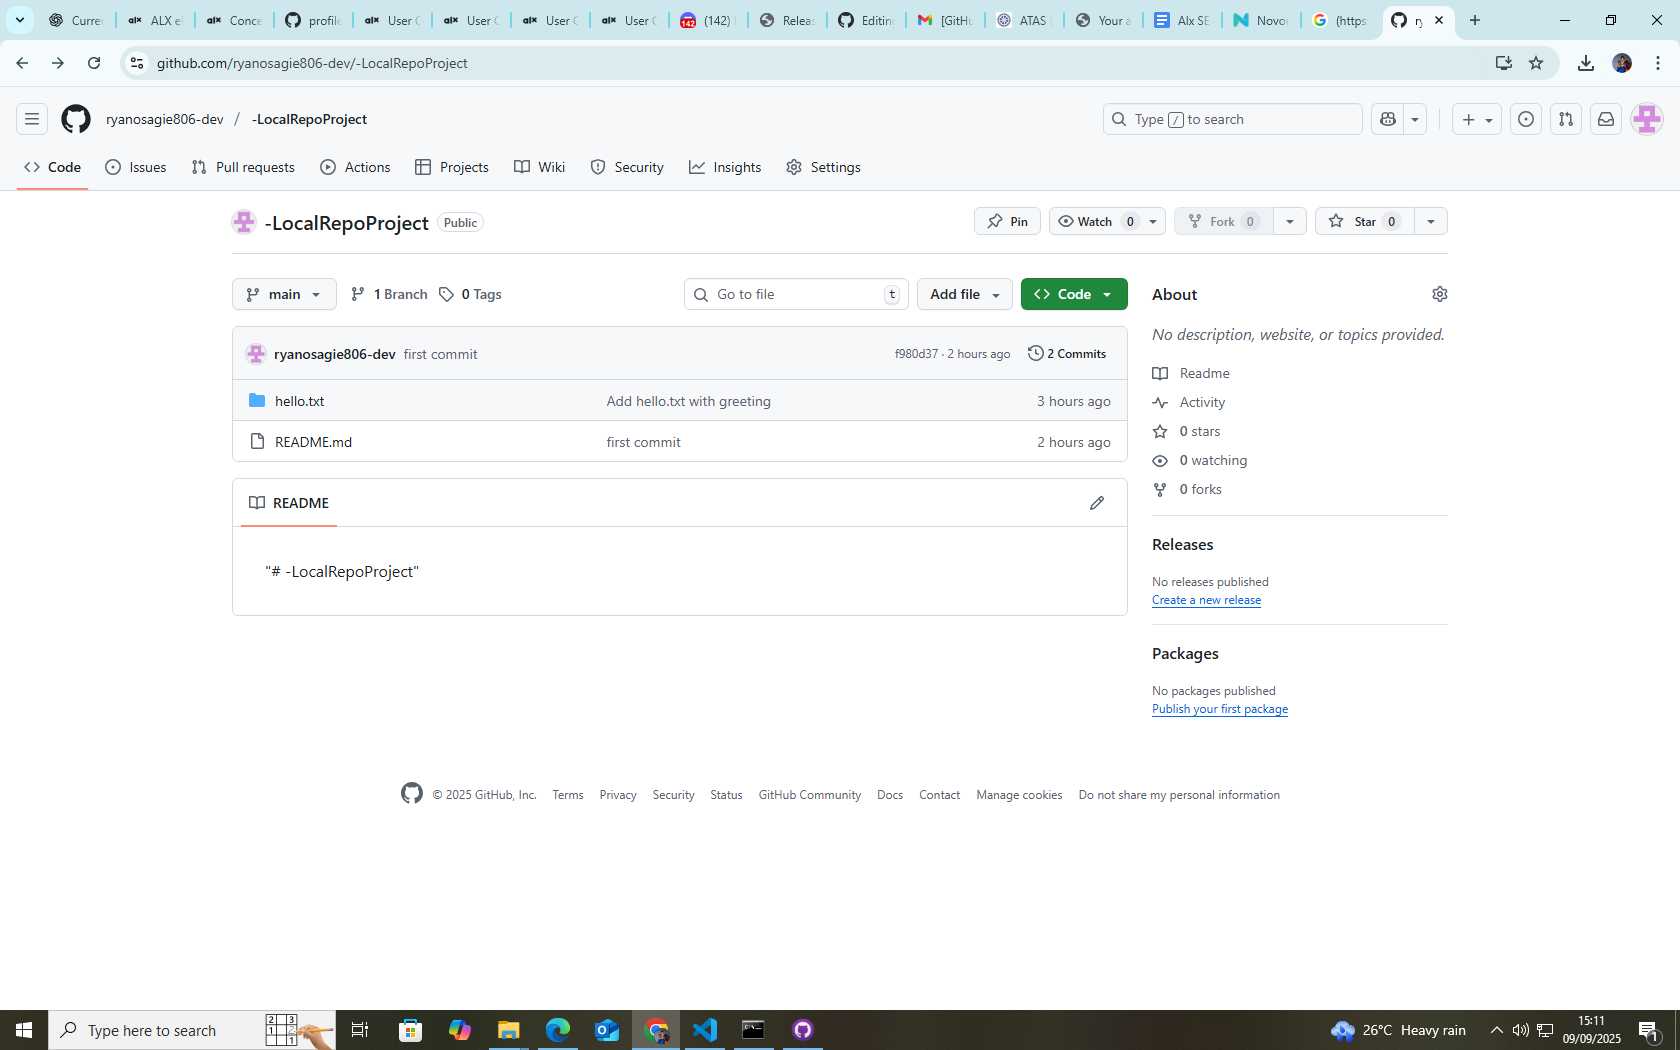 Currer
ALX e
Conce
profile
User C
User C
User C
User C
(142)
Releas
Editin
[GitHu
ATAS
Your a
Alx SE
Novor
(https
ry
github.com/ryanosagie806-dev/-LocalRepoProject
ryanosagie806-dev / -LocalRepoProject
Type / to search
Code Issues Pull requests Actions Projects Wiki Security Insights Settings
-LocalRepoProject Public
Pin Watch 0 Fork 0 Star 0
main 1 Branch 0 Tags
Go to file t Add file Code
ryanosagie806-dev first commit f980d37 · 2 hours ago 2 Commits
hello.txt Add hello.txt with greeting 3 hours ago
README.md first commit 2 hours ago
README
"# -LocalRepoProject"
About
No description, website, or topics provided.
Readme
Activity
0 stars
0 watching
0 forks
Releases
No releases published
Create a new release
Packages
No packages published
Publish your first package
© 2025 GitHub, Inc. Terms Privacy Security Status GitHub Community Docs Contact Manage cookies Do not share my personal information
Type here to search
26°C Heavy rain
15:11
09/09/2025
1